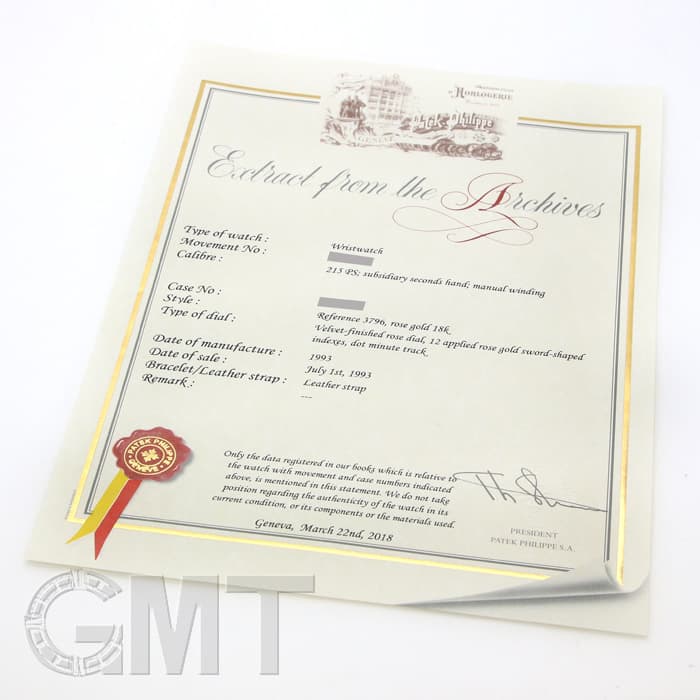 HORLOGERIE
Patek Philippe
GENEVE
Extract from the Archives
Type of watch : Wristwatch
Movement No :
Calibre : 215 PS; subsidiary seconds hand; manual winding
Case No :
Style : Reference 3796, rose gold 18k
Type of dial : Velvet-finished rose dial, 12 applied rose gold sword-shaped
indexes, dot minute track
Date of manufacture : 1993
Date of sale : July 1st, 1993
Bracelet/Leather strap : Leather strap
Remark : ---
PATEK PHILIPPE
GENEVE
Only the data registered in our books which is relative to
the watch with movement and case numbers indicated
above, is mentioned in this statement. We do not take
position regarding the authenticity of the watch in its
current condition, or its components or the materials used.
Geneva, March 22nd, 2018
PRESIDENT
PATEK PHILIPPE S.A.
GMT